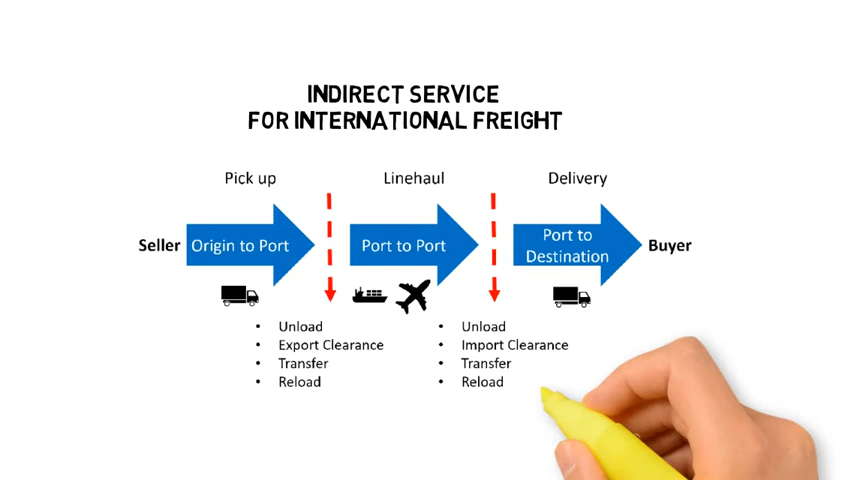 INDIRECT SERVICE
FOR INTERNATIONAL FREIGHT
Pick up
Linehaul
Delivery
Seller
Origin to Port
Port to Port
Port to
Destination
Buyer
• Unload
• Export Clearance
• Transfer
• Reload
• Unload
• Import Clearance
• Transfer
• Reload